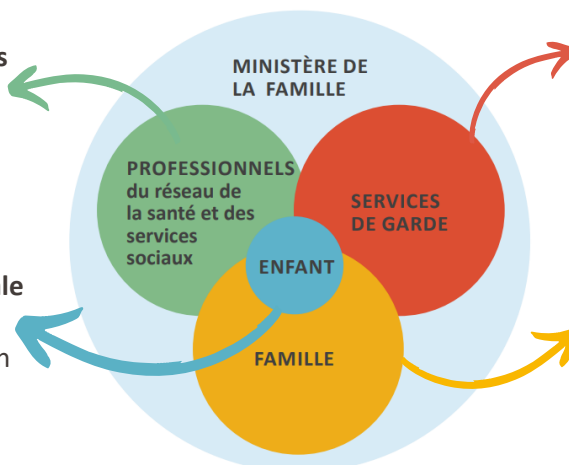 s
MINISTÈRE DE
LA FAMILLE
PROFESSIONNELS
du réseau de
la santé et des
services
sociaux
SERVICES
DE GARDE
ENFANT
ale
n
FAMILLE